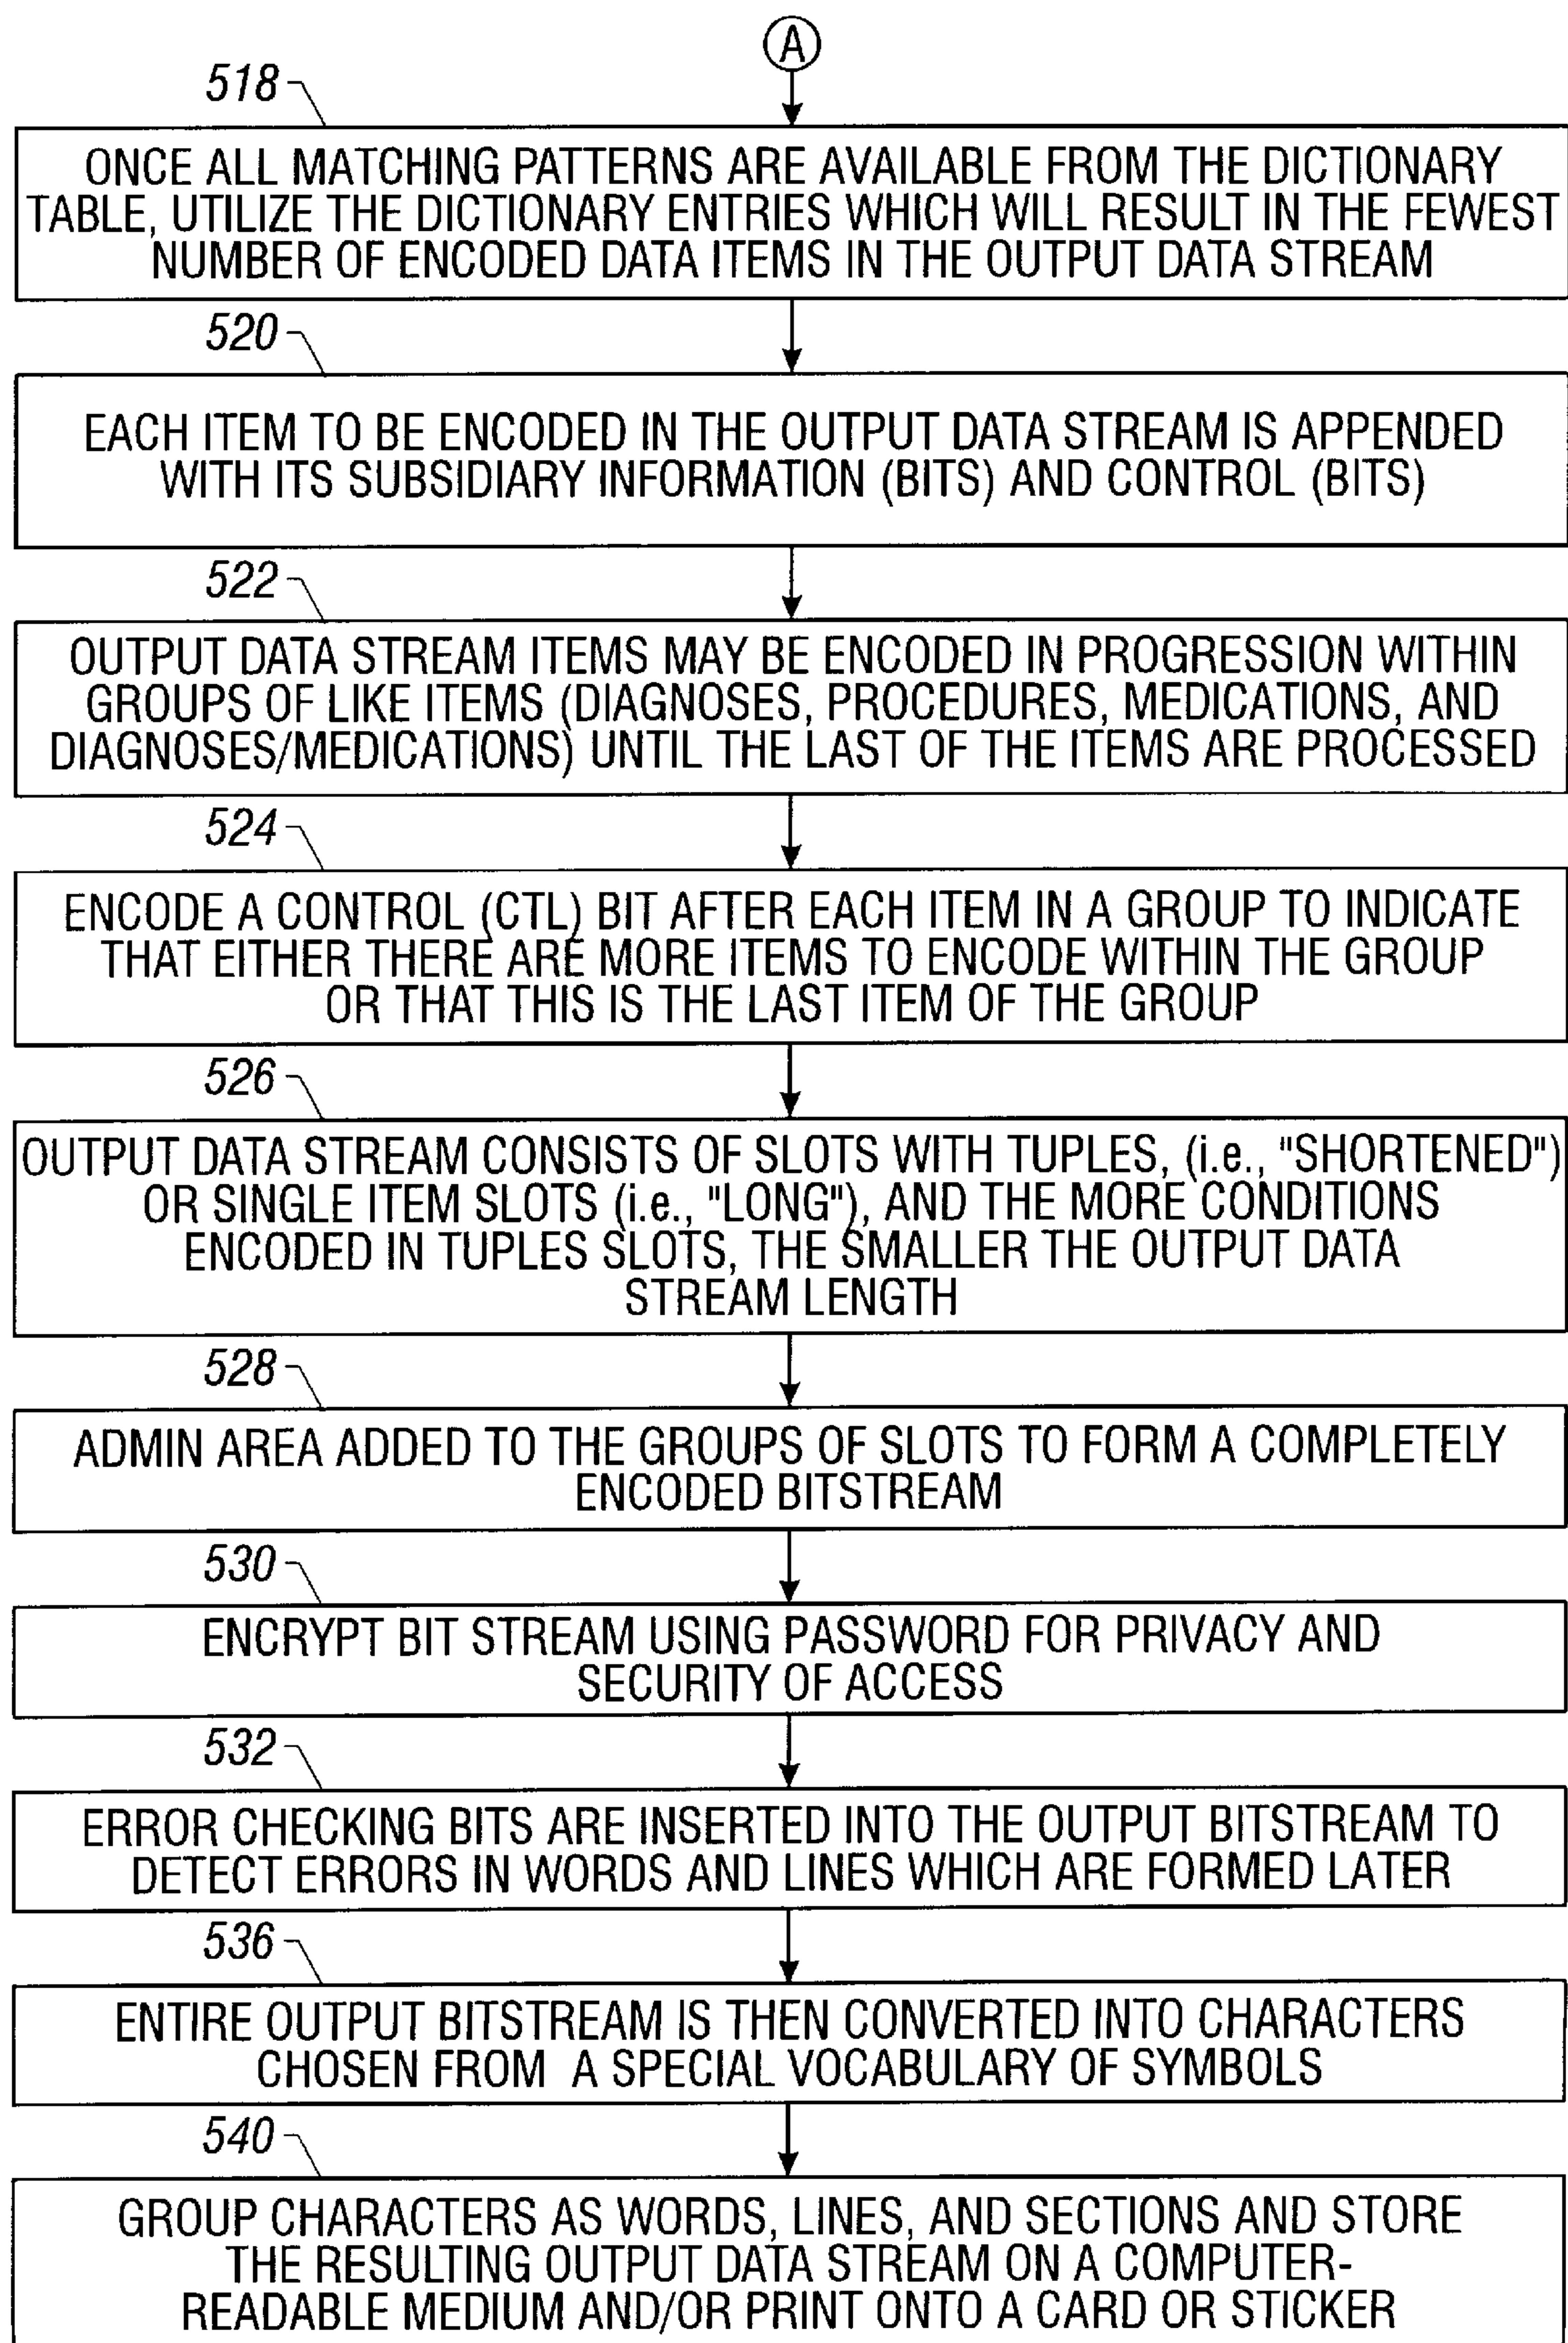 A
518
ONCE ALL MATCHING PATTERNS ARE AVAILABLE FROM THE DICTIONARY
TABLE, UTILIZE THE DICTIONARY ENTRIES WHICH WILL RESULT IN THE FEWEST
NUMBER OF ENCODED DATA ITEMS IN THE OUTPUT DATA STREAM
520
EACH ITEM TO BE ENCODED IN THE OUTPUT DATA STREAM IS APPENDED
WITH ITS SUBSIDIARY INFORMATION (BITS) AND CONTROL (BITS)
522
OUTPUT DATA STREAM ITEMS MAY BE ENCODED IN PROGRESSION WITHIN
GROUPS OF LIKE ITEMS (DIAGNOSES, PROCEDURES, MEDICATIONS, AND
DIAGNOSES/MEDICATIONS) UNTIL THE LAST OF THE ITEMS ARE PROCESSED
524
ENCODE A CONTROL (CTL) BIT AFTER EACH ITEM IN A GROUP TO INDICATE
THAT EITHER THERE ARE MORE ITEMS TO ENCODE WITHIN THE GROUP
OR THAT THIS IS THE LAST ITEM OF THE GROUP
526
OUTPUT DATA STREAM CONSISTS OF SLOTS WITH TUPLES, (i.e., "SHORTENED")
OR SINGLE ITEM SLOTS (i.e., "LONG"), AND THE MORE CONDITIONS
ENCODED IN TUPLES SLOTS, THE SMALLER THE OUTPUT DATA
STREAM LENGTH
528
ADMIN AREA ADDED TO THE GROUPS OF SLOTS TO FORM A COMPLETELY
ENCODED BITSTREAM
530
ENCRYPT BIT STREAM USING PASSWORD FOR PRIVACY AND
SECURITY OF ACCESS
532
ERROR CHECKING BITS ARE INSERTED INTO THE OUTPUT BITSTREAM TO
DETECT ERRORS IN WORDS AND LINES WHICH ARE FORMED LATER
536
ENTIRE OUTPUT BITSTREAM IS THEN CONVERTED INTO CHARACTERS
CHOSEN FROM A SPECIAL VOCABULARY OF SYMBOLS
540
GROUP CHARACTERS AS WORDS, LINES, AND SECTIONS AND STORE
THE RESULTING OUTPUT DATA STREAM ON A COMPUTER-
READABLE MEDIUM AND/OR PRINT ONTO A CARD OR STICKER